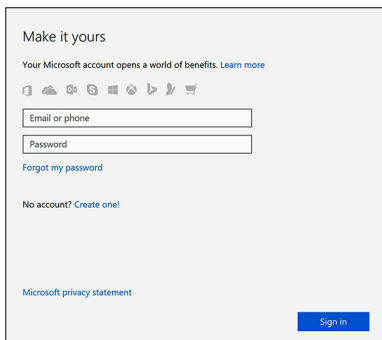 Make it yours
Your Microsoft account opens a world of benefits. Learn more
Email or phone
Password
Forgot my password
No account? Create one!
Microsoft privacy statement
Sign in